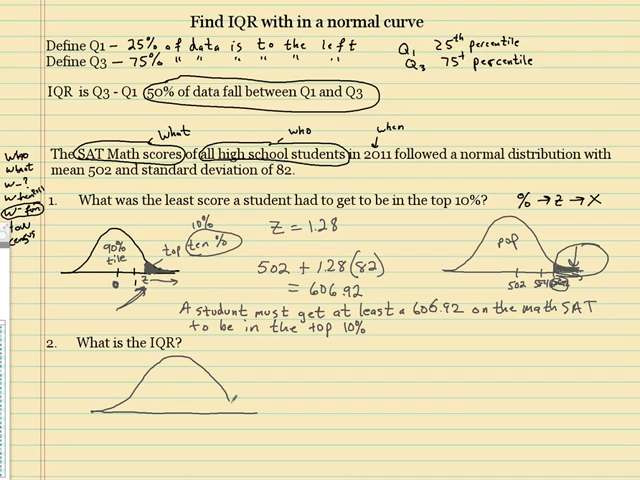 Find IQR with in a normal curve
Define Q1 – 25% of data is to the left
Q1 25th percentile
Define Q3 – 75% " " " " " "
Q3 75th percentile
IQR is Q3 - Q1 50% of data fall between Q1 and Q3
what
who
when
The SAT Math scores of all high school students in 2011 followed a normal distribution with
mean 502 and standard deviation of 82.
who
what
1. What was the least score a student had to get to be in the top 10%?
% → Z → X
90%
tile
top
10%
ten %
0 1 Z
Z = 1.28
502 + 1.28(82)
= 606.92
pop
502
A student must get at least a 606.92 on the math SAT
to be in the top 10%
2. What is the IQR?